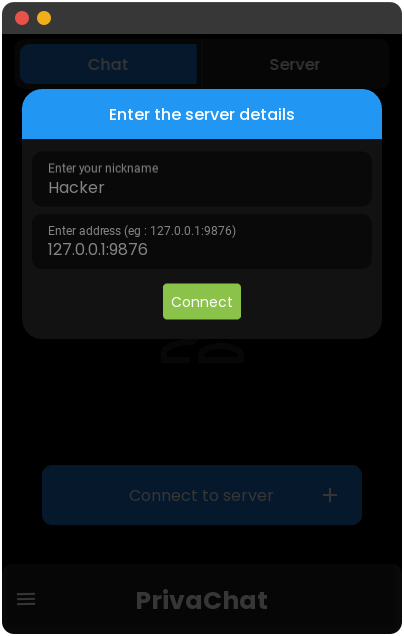 Chat
Server
Enter the server details
Enter your nickname
Hacker
Enter address (eg : 127.0.0.1:9876)
127.0.0.1:9876
Connect
Connect to server +
PrivaChat